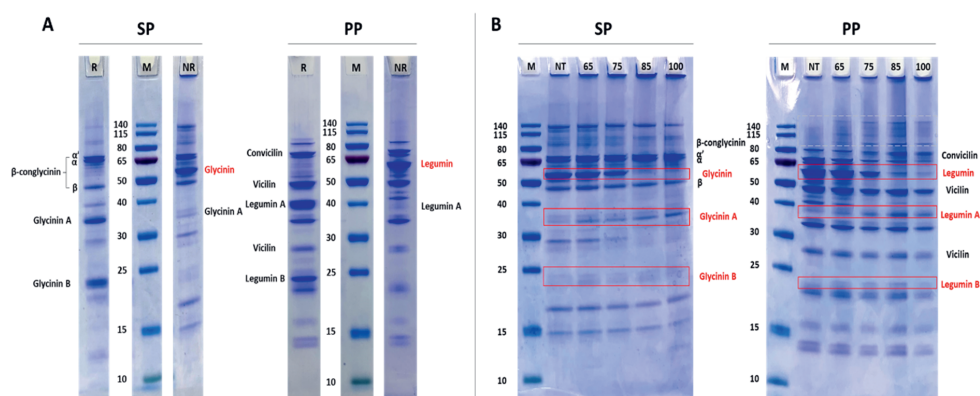 A
SP
PP
R
M
NR
R
M
NR
140
115
80
65
50
40
30
25
15
10
α'
α
β-conglycinin
β
Glycinin A
Glycinin B
Glycinin
Glycinin A
140
115
80
65
50
40
30
25
15
10
Convicilin
Vicilin
Legumin A
Vicilin
Legumin B
Legumin
Legumin A
B
SP
PP
M
NT
65
75
85
100
M
NT
65
75
85
100
140
115
80
65
50
40
30
25
15
10
β-conglycinin
α'
α
Glycinin
β
Glycinin A
Glycinin B
140
115
80
65
50
40
30
25
15
10
Convicilin
Legumin
Vicilin
Legumin A
Vicilin
Legumin B